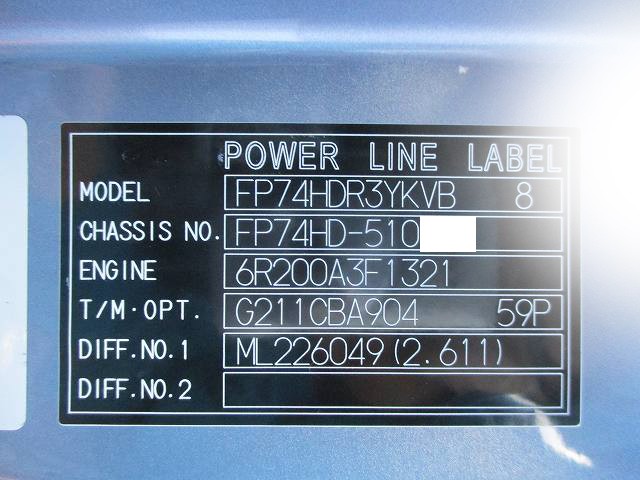 POWER LINE LABEL
MODEL FP74HDR3YKVB 8
CHASSIS NO. FP74HD-510
ENGINE 6R200A3F1321
T/M·OPT. G211CBA904 59P
DIFF.NO.1 ML226049(2.611)
DIFF.NO.2